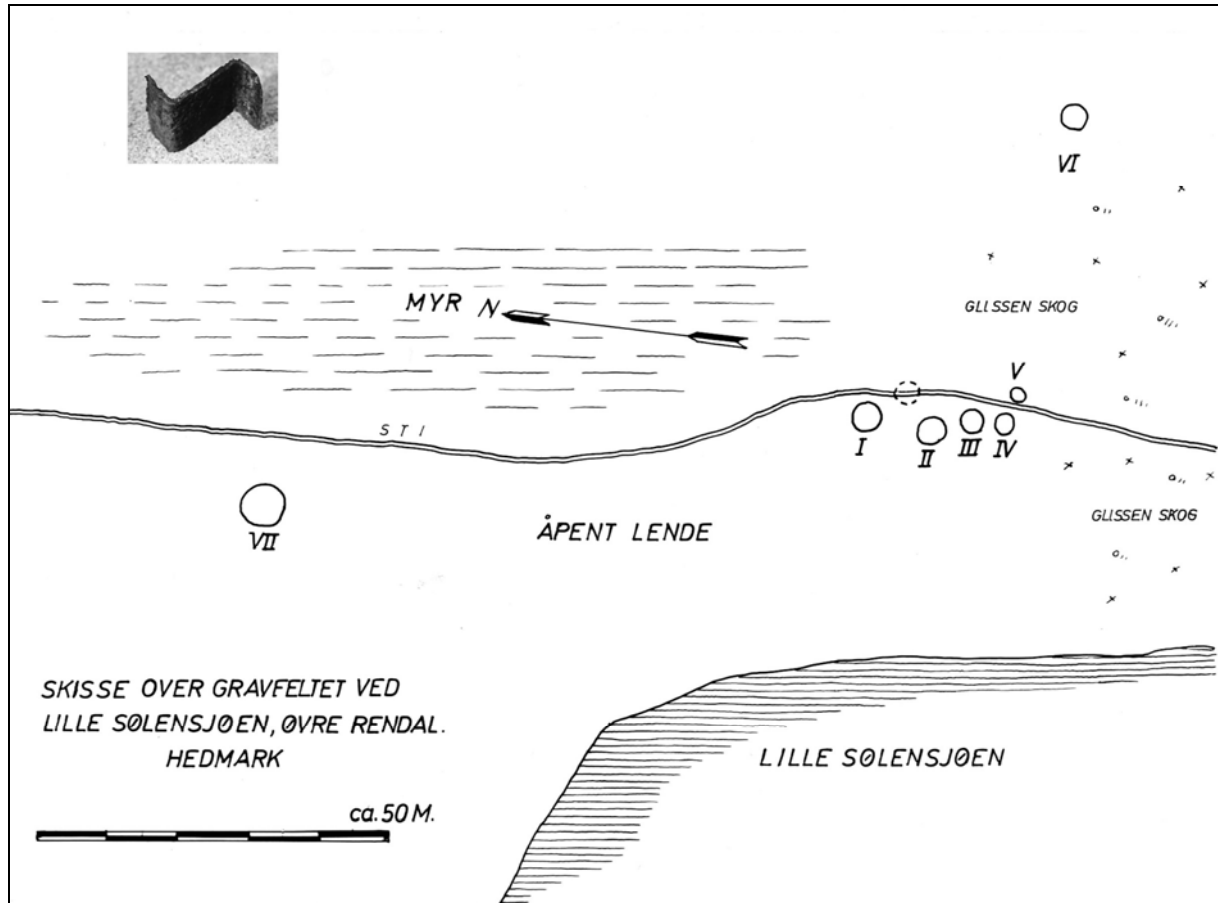 VI
MYR N
GLISSEN SKOG
V
STI
I II III IV
GLISSEN SKOG
VII
ÅPENT LENDE
SKISSE OVER GRAVFELTET VED
LILLE SØLENSJØEN, ØVRE RENDAL.
HEDMARK
LILLE SØLENSJØEN
ca. 50 M.